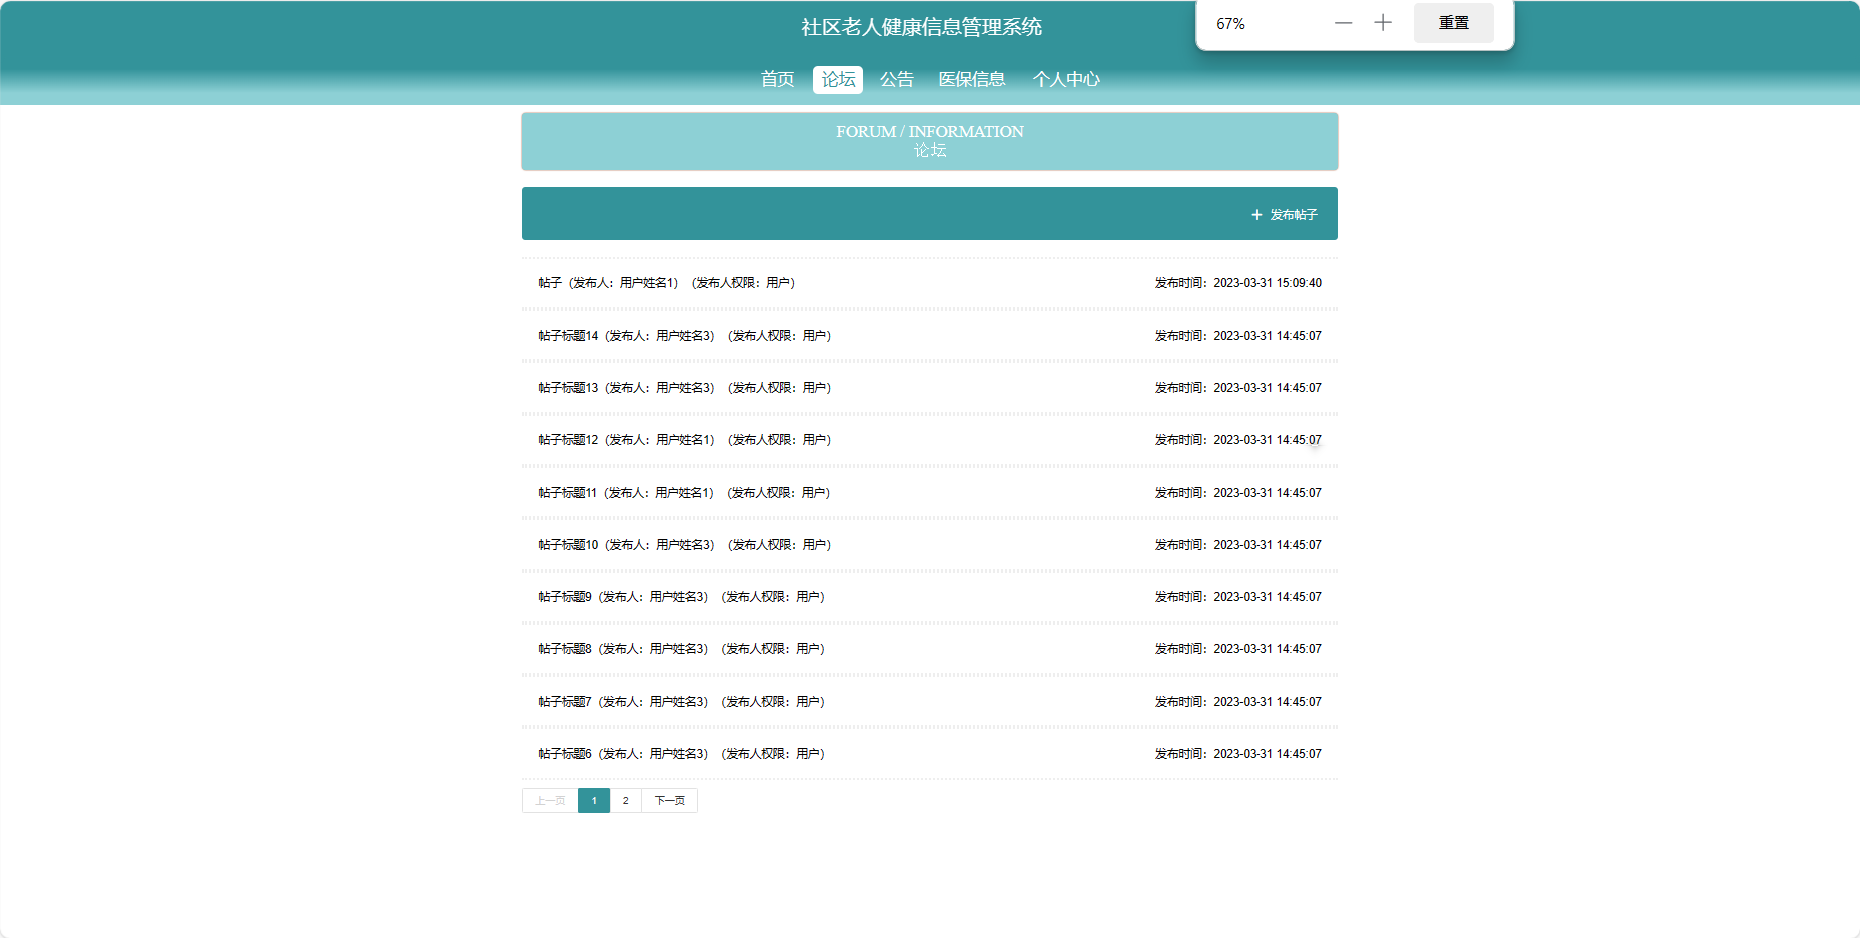 社区老人健康信息管理系统
67%
重置
首页 论坛 公告 医保信息 个人中心
FORUM / INFORMATION
论坛
发布帖子
帖子（发布人：用户姓名1）（发布人权限：用户） 发布时间：2023-03-31 15:09:40
帖子标题14（发布人：用户姓名3）（发布人权限：用户） 发布时间：2023-03-31 14:45:07
帖子标题13（发布人：用户姓名3）（发布人权限：用户） 发布时间：2023-03-31 14:45:07
帖子标题12（发布人：用户姓名1）（发布人权限：用户） 发布时间：2023-03-31 14:45:07
帖子标题11（发布人：用户姓名1）（发布人权限：用户） 发布时间：2023-03-31 14:45:07
帖子标题10（发布人：用户姓名3）（发布人权限：用户） 发布时间：2023-03-31 14:45:07
帖子标题9（发布人：用户姓名3）（发布人权限：用户） 发布时间：2023-03-31 14:45:07
帖子标题8（发布人：用户姓名3）（发布人权限：用户） 发布时间：2023-03-31 14:45:07
帖子标题7（发布人：用户姓名3）（发布人权限：用户） 发布时间：2023-03-31 14:45:07
帖子标题6（发布人：用户姓名3）（发布人权限：用户） 发布时间：2023-03-31 14:45:07
上一页 1 2 下一页